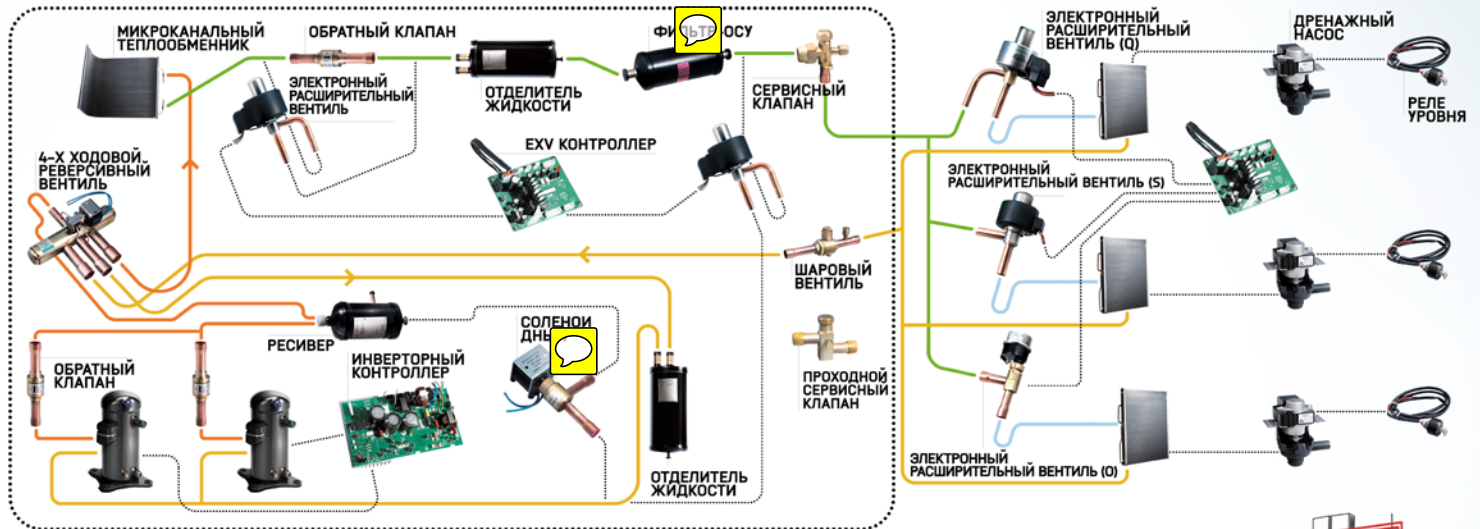 МИКРОКАНАЛЬНЫЙ
ТЕПЛООБМЕННИК
ОБРАТНЫЙ КЛАПАН
ЭЛЕКТРОННЫЙ
РАСШИРИТЕЛЬНЫЙ
ВЕНТИЛЬ
ОТДЕЛИТЕЛЬ
ЖИДКОСТИ
СЕРВИСНЫЙ
КЛАПАН
ЭЛЕКТРОННЫЙ
РАСШИРИТЕЛЬНЫЙ
ВЕНТИЛЬ (Q)
ДРЕНАЖНЫЙ
НАСОС
РЕЛЕ
УРОВНЯ
4-Х ХОДОВОЙ
РЕВЕРСИВНЫЙ
ВЕНТИЛЬ
EXV КОНТРОЛЛЕР
ЭЛЕКТРОННЫЙ
РАСШИРИТЕЛЬНЫЙ ВЕНТИЛЬ (S)
ШАРОВЫЙ
ВЕНТИЛЬ
РЕСИВЕР
СОЛЕНОИ
ОБРАТНЫЙ
КЛАПАН
ИНВЕРТОРНЫЙ
КОНТРОЛЛЕР
ПРОХОДНОЙ
СЕРВИСНЫЙ
КЛАПАН
ОТДЕЛИТЕЛЬ
ЖИДКОСТИ
ЭЛЕКТРОННЫЙ
РАСШИРИТЕЛЬНЫЙ ВЕНТИЛЬ (O)